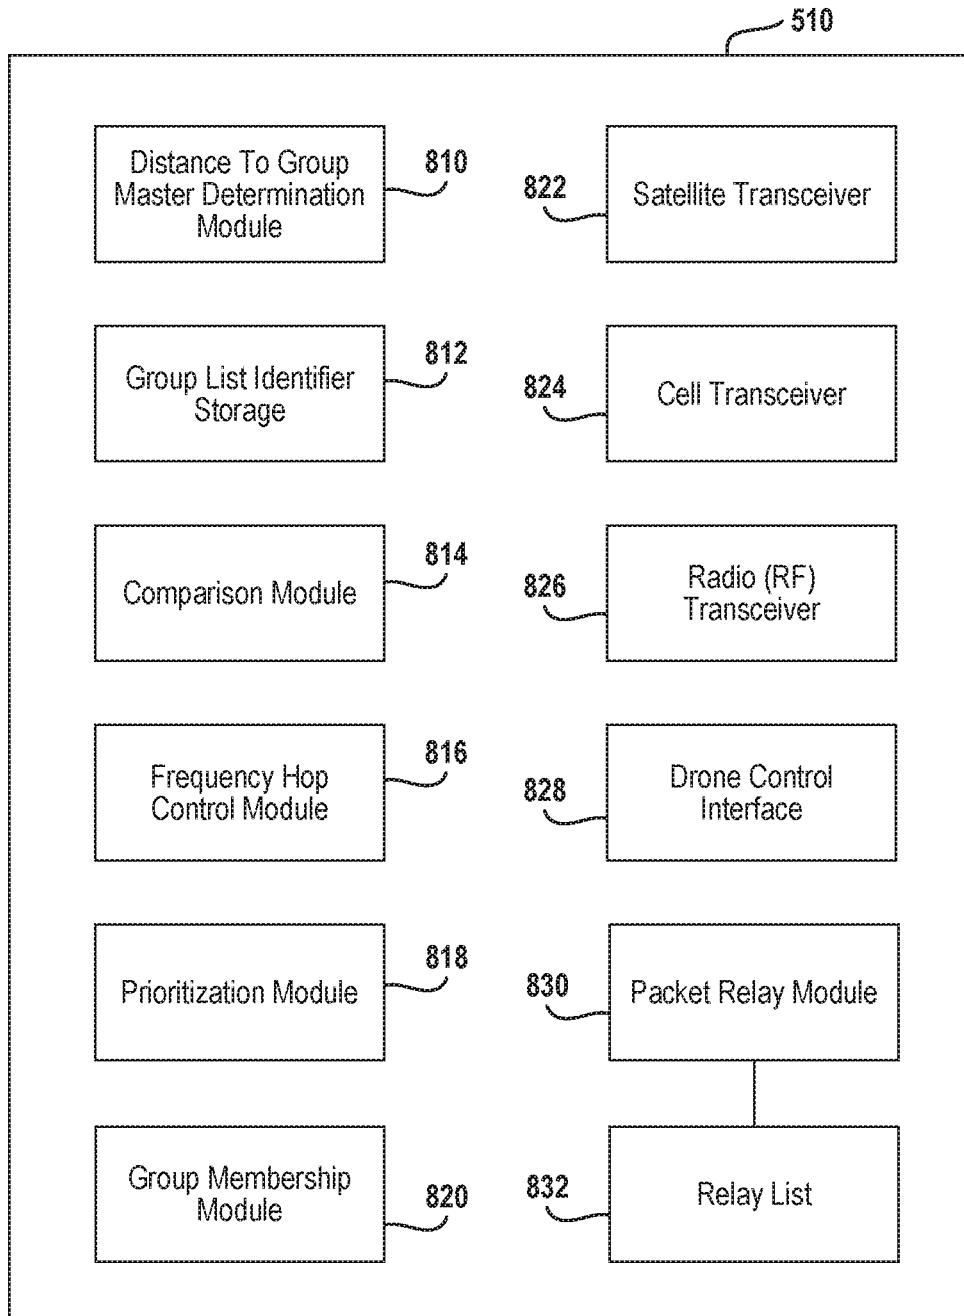 510
Distance To Group
Master Determination
Module
810
822
Satellite Transceiver
Group List Identifier
Storage
812
824
Cell Transceiver
Comparison Module
814
826
Radio (RF)
Transceiver
Frequency Hop
Control Module
816
828
Drone Control
Interface
Prioritization Module
818
830
Packet Relay Module
Group Membership
Module
820
832
Relay List